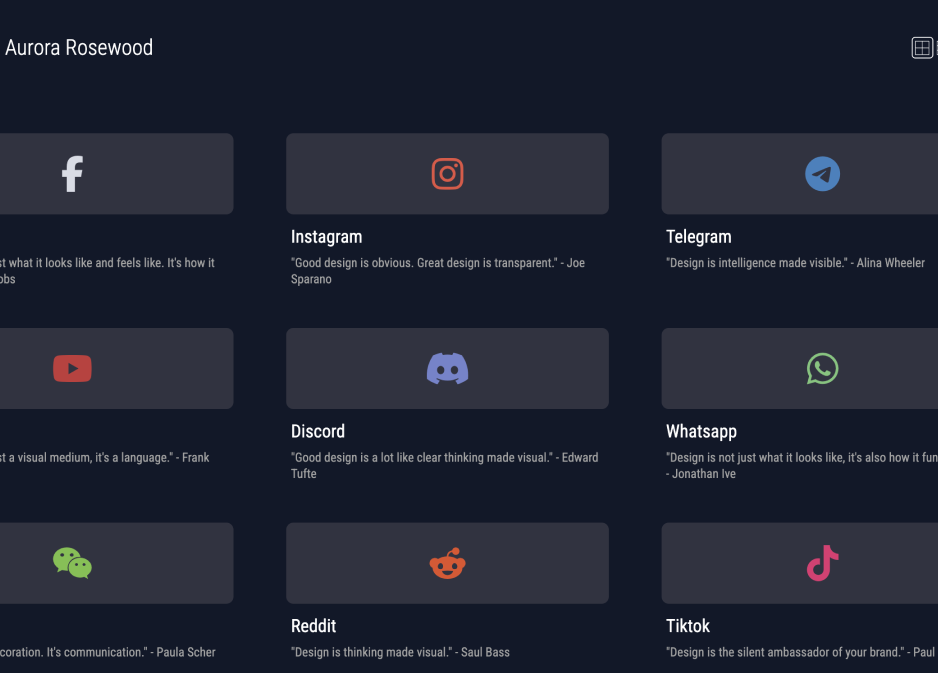 Aurora Rosewood
Instagram
Telegram
what it looks like and feels like. It's how it
"Good design is obvious. Great design is transparent." - Joe
Sparano
"Design is intelligence made visible." - Alina Wheeler
Discord
Whatsapp
a visual medium, it's a language." - Frank
"Good design is a lot like clear thinking made visual." - Edward
Tufte
"Design is not just what it looks like, it's also how it
- Jonathan Ive
Reddit
Tiktok
It's communication." - Paula Scher
"Design is thinking made visual." - Saul Bass
"Design is the silent ambassador of your brand." - Paul